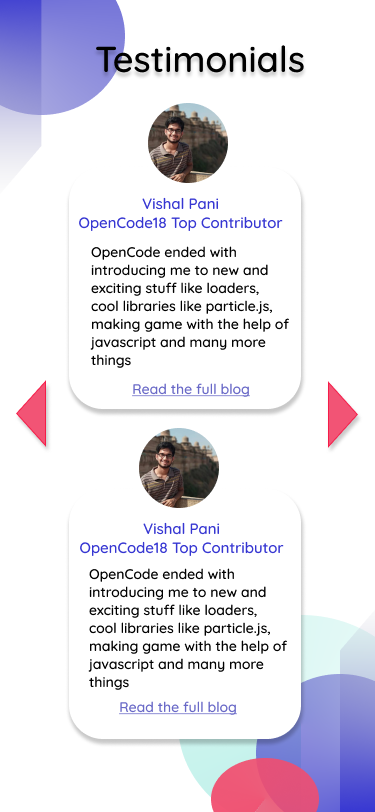 Testimonials
Vishal Pani
OpenCode18 Top Contributor
OpenCode ended with
introducing me to new and
exciting stuff like loaders,
cool libraries like particle.js,
making game with the help of
javascript and many more
things
Read the full blog
Vishal Pani
OpenCode18 Top Contributor
OpenCode ended with
introducing me to new and
exciting stuff like loaders,
cool libraries like particle.js,
making game with the help of
javascript and many more
things
Read the full blog